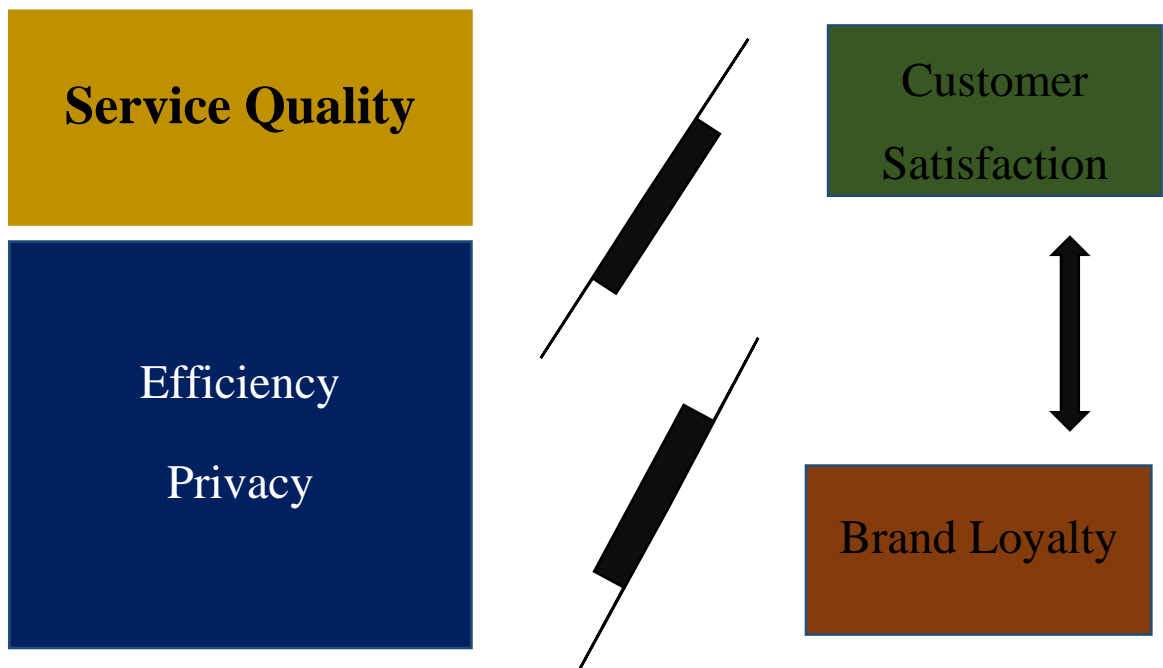 Service Quality
Efficiency
Privacy
Customer
Satisfaction
Brand Loyalty